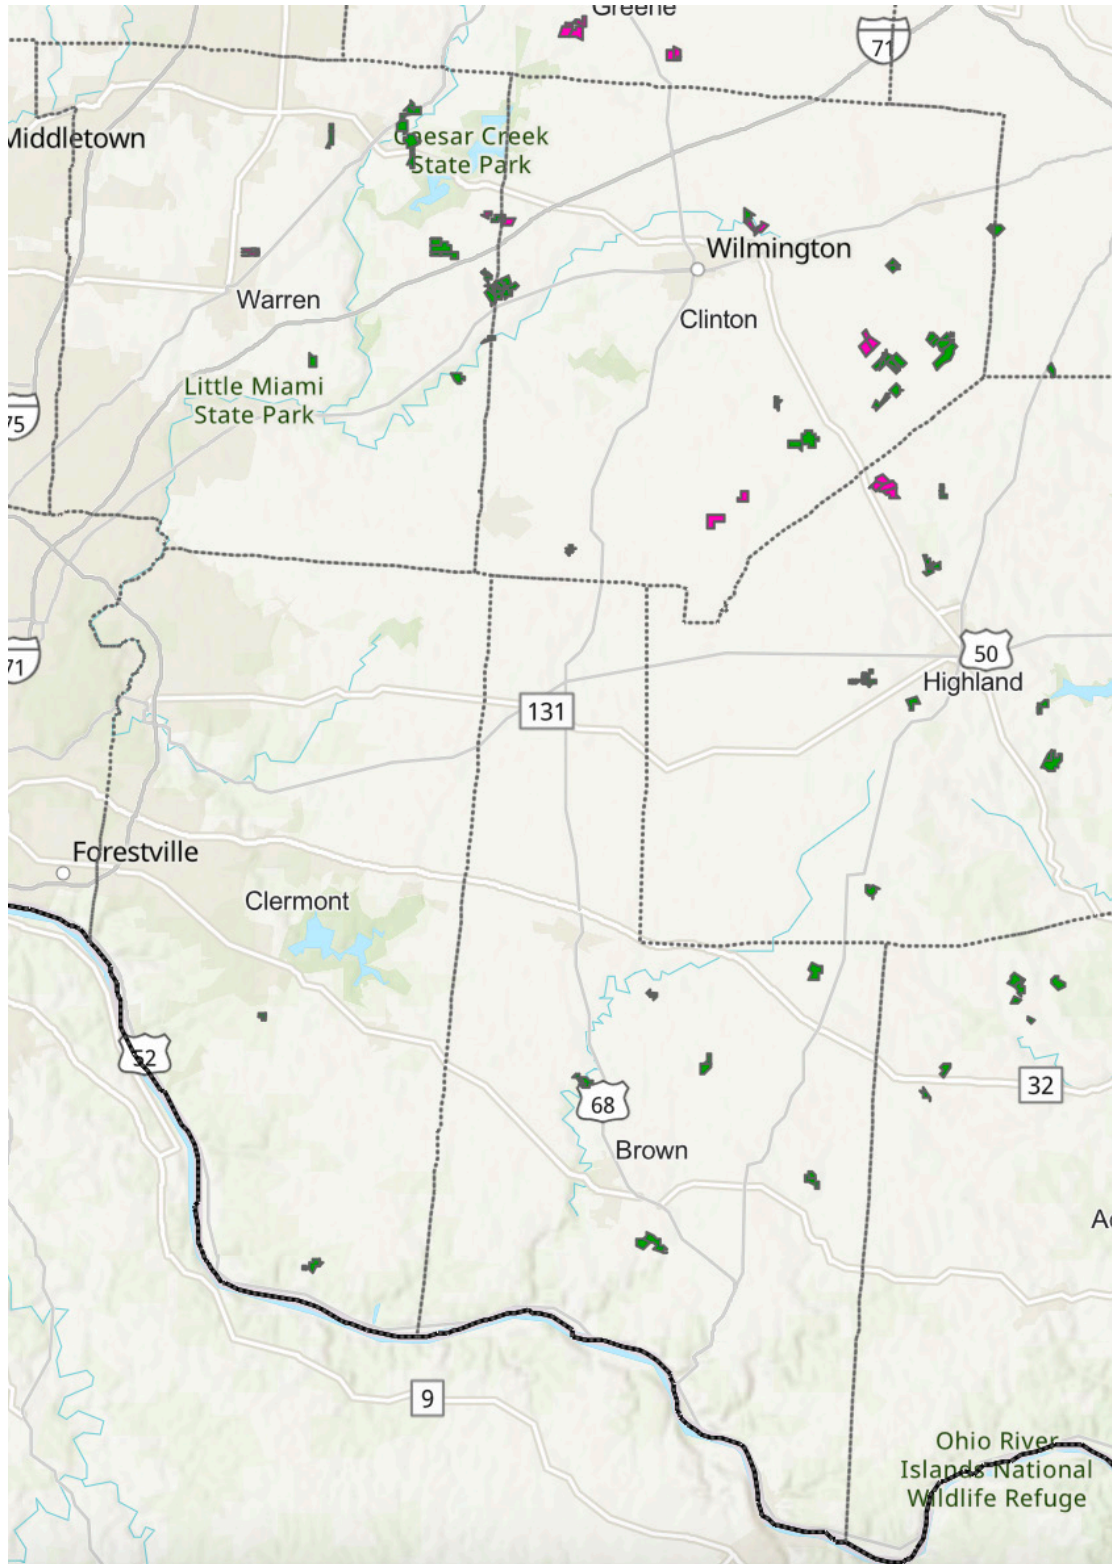 Greene
71
Middletown
Caesar Creek
State Park
Wilmington
Warren
Clinton
Little Miami
State Park
75
71
50
Highland
131
Forestville
Clermont
52
32
68
Brown
9
Ohio River
Islands National
Wildlife Refuge